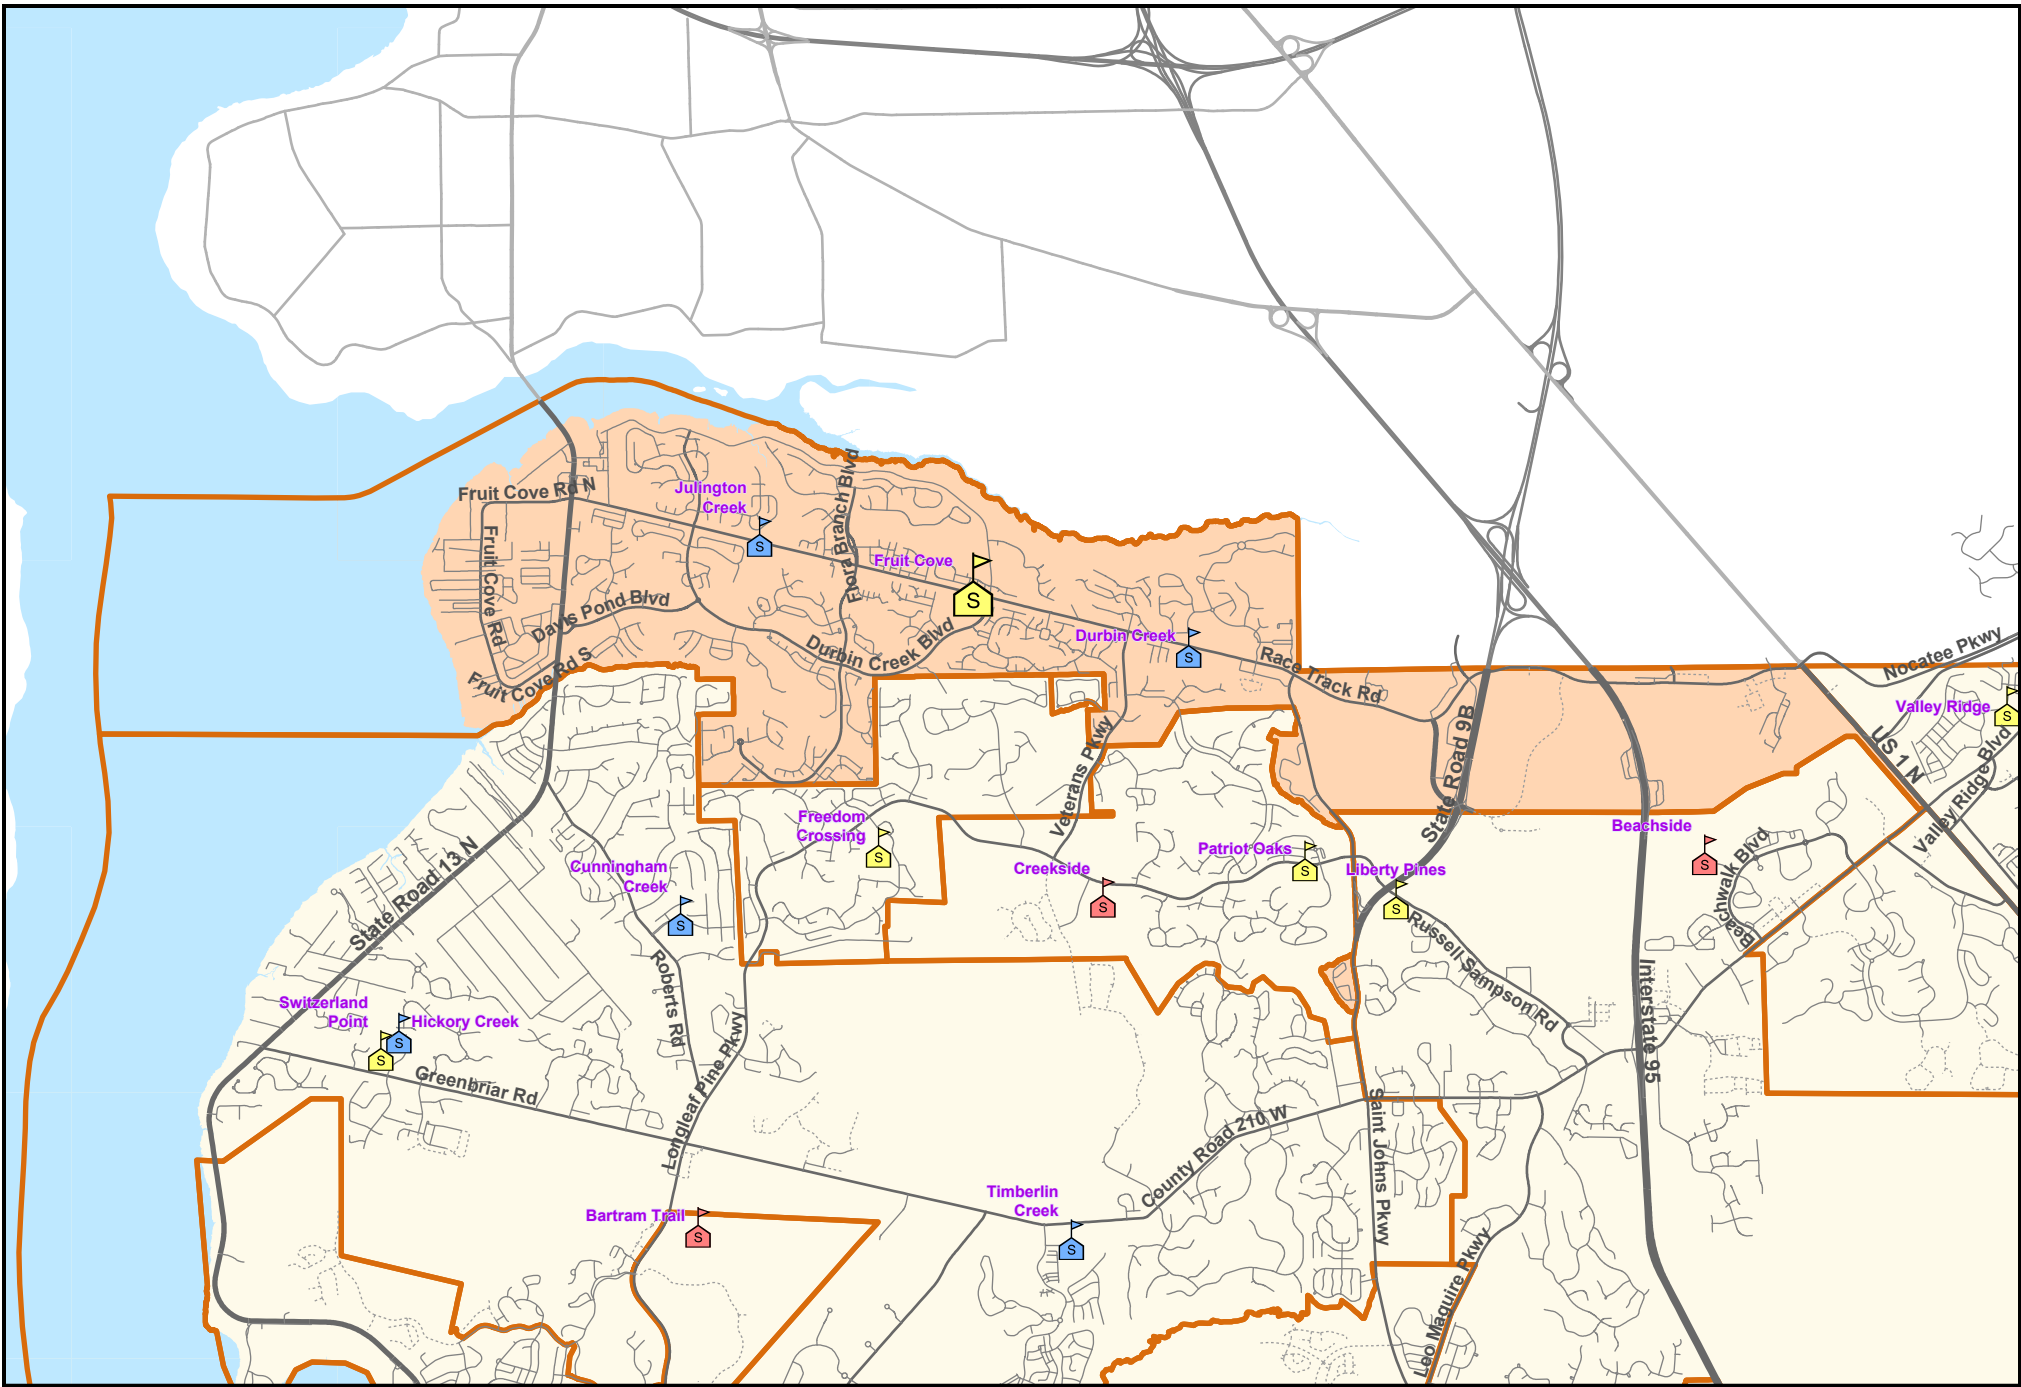 Fruit Cove Rd N
Julington
Creek
S
Flora Branch Blvd
Fruit Cove
S
Fruit Cove Rd
Davis Pond Blvd
Durbin Creek Blvd
Durbin Creek
S
Race Track Rd
Nocatee Pkwy
Fruit Cove Rd S
Valley Ridge
S
State Road 9B
US 1 N
Valley Ridge Blvd
Veterans Pkwy
Freedom
Crossing
S
Beachside
S
Beachwalk Blvd
State Road 13 N
Cunningham
Creek
S
Creekside
S
Patriot Oaks
S
Liberty Pines
S
Russell Sampson Rd
Roberts Rd
Interstate 95
Switzerland
Point
S
Hickory Creek
S
Greenbriar Rd
Longleaf Pine Pkwy
County Road 210 W
Saint Johns Pkwy
Timberlin
Creek
S
Bartram Trail
S
Leo Maguire Pkwy